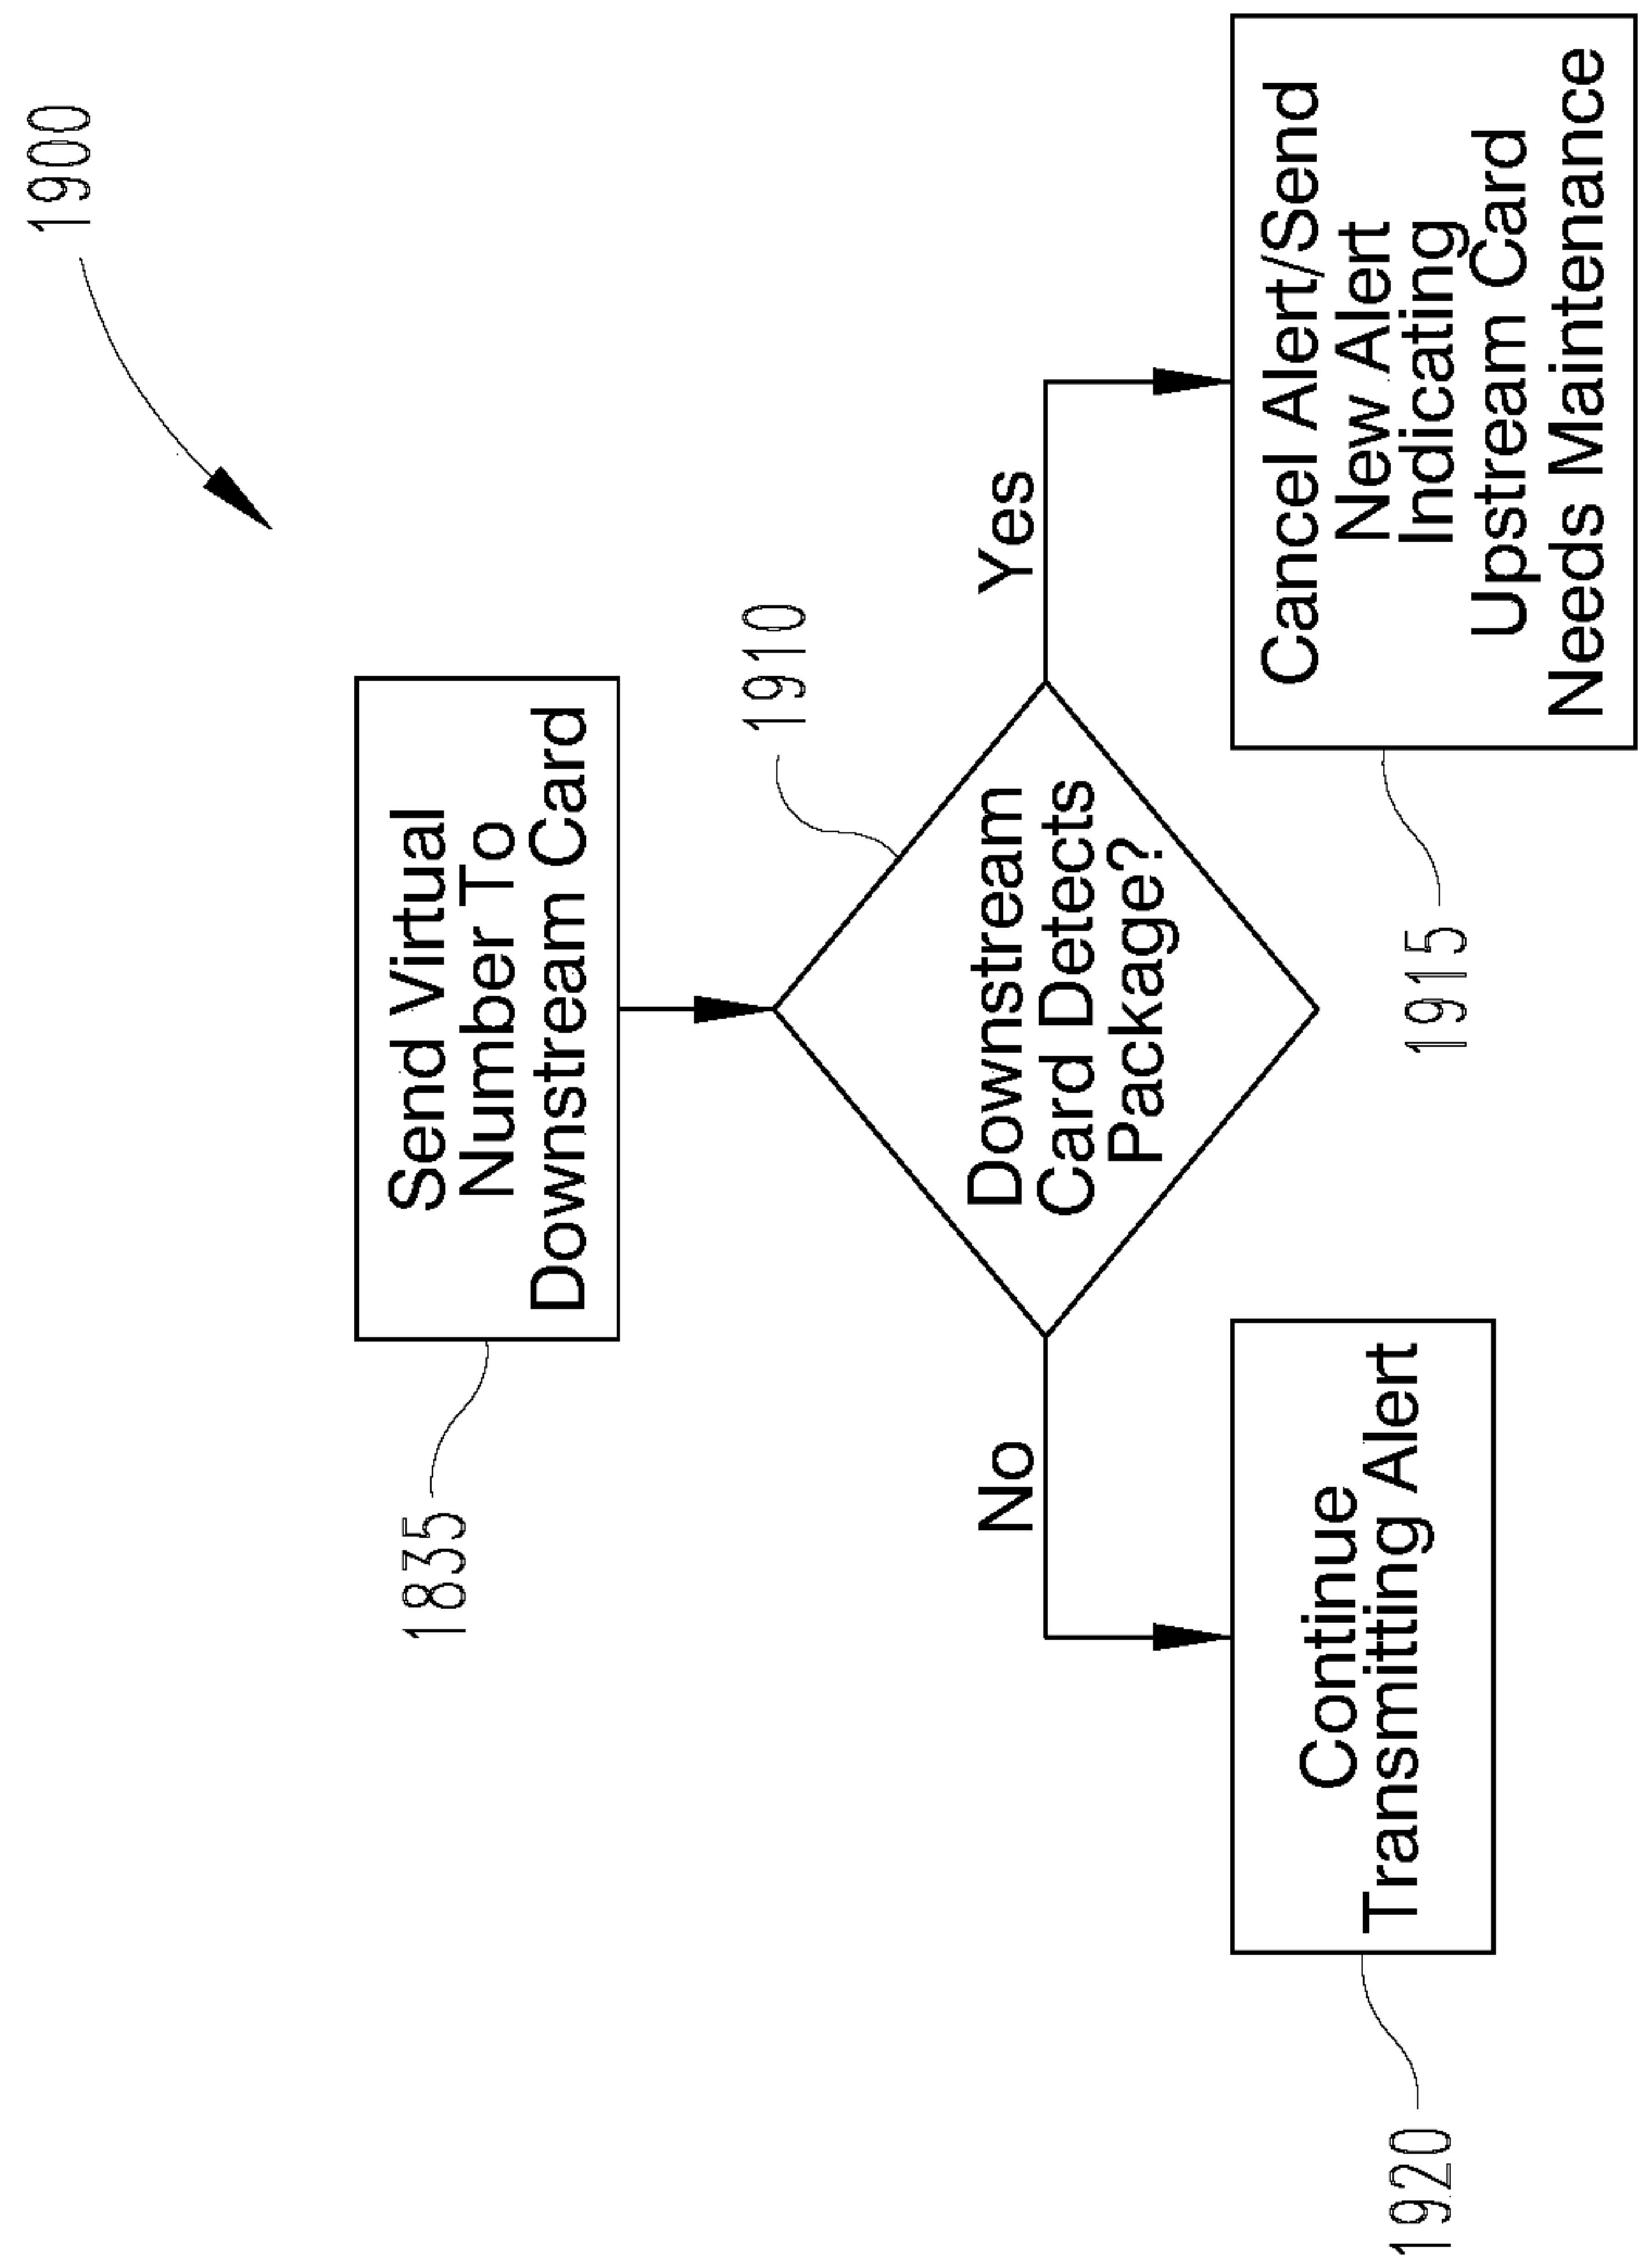 1900
1835
Send Virtual
Number To
Downstream Card
1910
Downstream
Card Detects
Package?
No
Yes
1920
Continue
Transmitting Alert
1915
Cancel Alert/Send
New Alert
Indicating
Upstream Card
Needs Maintenance